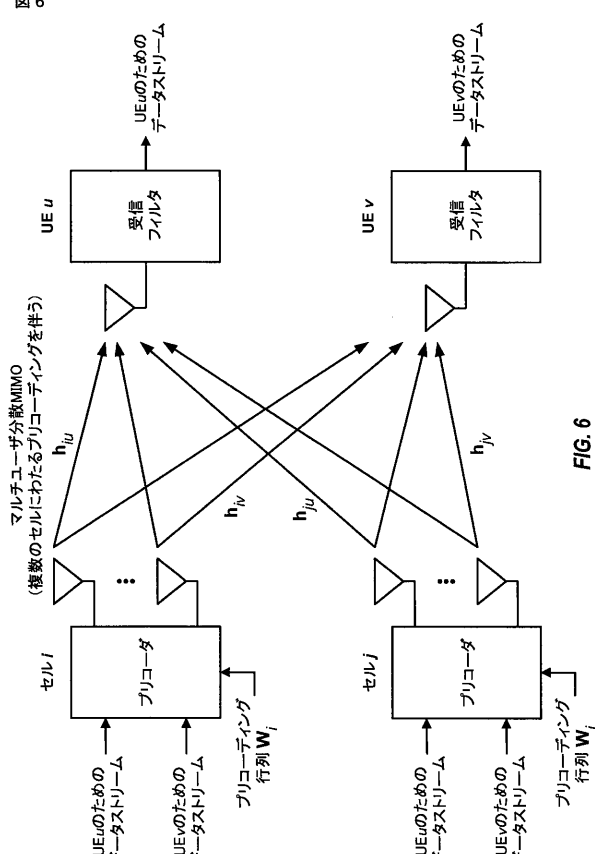 図6
マルチユーザ分散MIMO
(複数のセルにわたるプリコーディングを伴う)
セル i
UEuのための
データストリーム
UEvのための
データストリーム
プリコーダ
プリコーディング
行列 Wi
hiu
hiv
UE u
受信
フィルタ
UEuのための
データストリーム
セル j
UEuのための
データストリーム
UEvのための
データストリーム
プリコーダ
プリコーディング
行列 Wj
hju
hjv
UE v
受信
フィルタ
UEvのための
データストリーム
FIG. 6